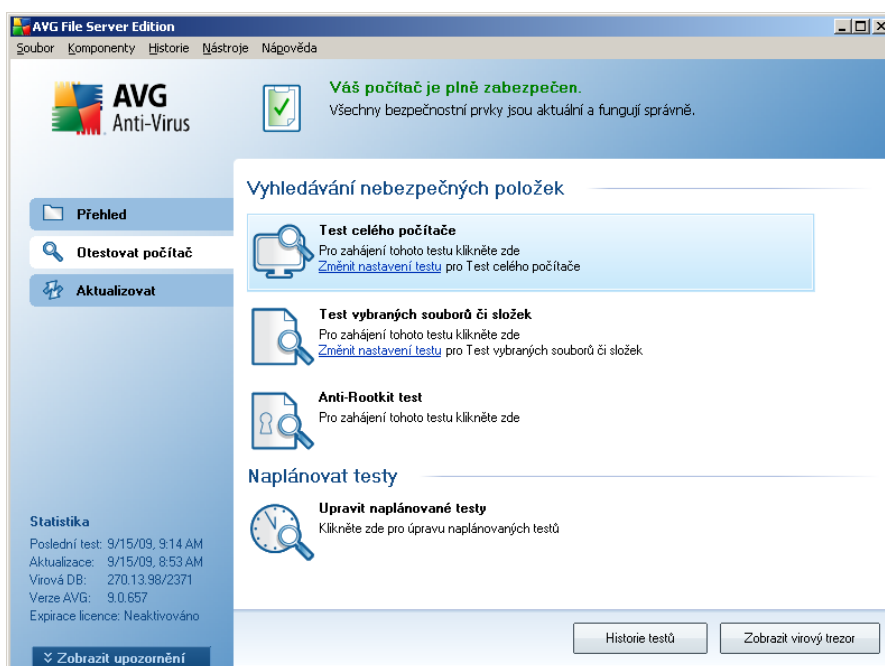 AVG File Server Edition
Soubor Komponenty Historie Nástroje Nápověda
AVG
Anti-Virus
Váš počítač je plně zabezpečen.
Všechny bezpečnostní prvky jsou aktuální a fungují správně.
Přehled
Otestovat počítač
Aktualizovat
Vyhledávání nebezpečných položek
Test celého počítače
Pro zahájení tohoto testu klikněte zde
Změnit nastavení testu pro Test celého počítače
Test vybraných souborů či složek
Pro zahájení tohoto testu klikněte zde
Změnit nastavení testu pro Test vybraných souborů či složek
Anti-Rootkit test
Pro zahájení tohoto testu klikněte zde
Naplánovat testy
Upravit naplánované testy
Klikněte zde pro úpravu naplánovaných testů
Statistika
Poslední test: 9/15/09, 9:14 AM
Aktualizace: 9/15/09, 8:53 AM
Virová DB: 270.13.98/2371
Verze AVG: 9.0.657
Expirace licence: Neaktivováno
Zobrazit upozornění
Historie testů
Zobrazit virový trezor